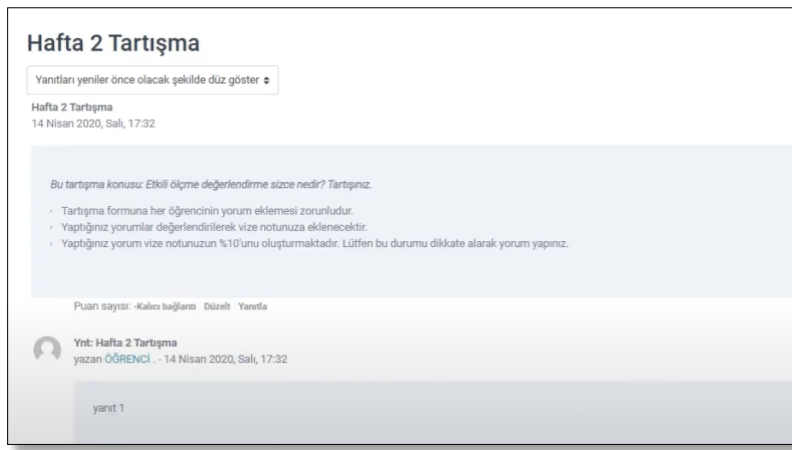 Hafta 2 Tartışma
Yanıtları yeniler önce olacak şekilde düz göster
Hafta 2 Tartışma
14 Nisan 2020, Salı, 17:32
Bu tartışma konusu: Etkili ölçme değerlendirme sizce nedir? Tartışınız.
· Tartışma formuna her öğrencinin yorum eklemesi zorunludur.
· Yaptığınız yorumlar değerlendirilerek vize notunuza eklenecektir.
· Yaptığınız yorum vize notunuzun %10'unu oluşturmaktadır. Lütfen bu durumu dikkate alarak yorum yapınız.
Puan sayısı: -Kalıcı bağlantı Düzelt Yanıtla
Ynt: Hafta 2 Tartışma
yazan ÖĞRENCİ . - 14 Nisan 2020, Salı, 17:32
yanıt 1